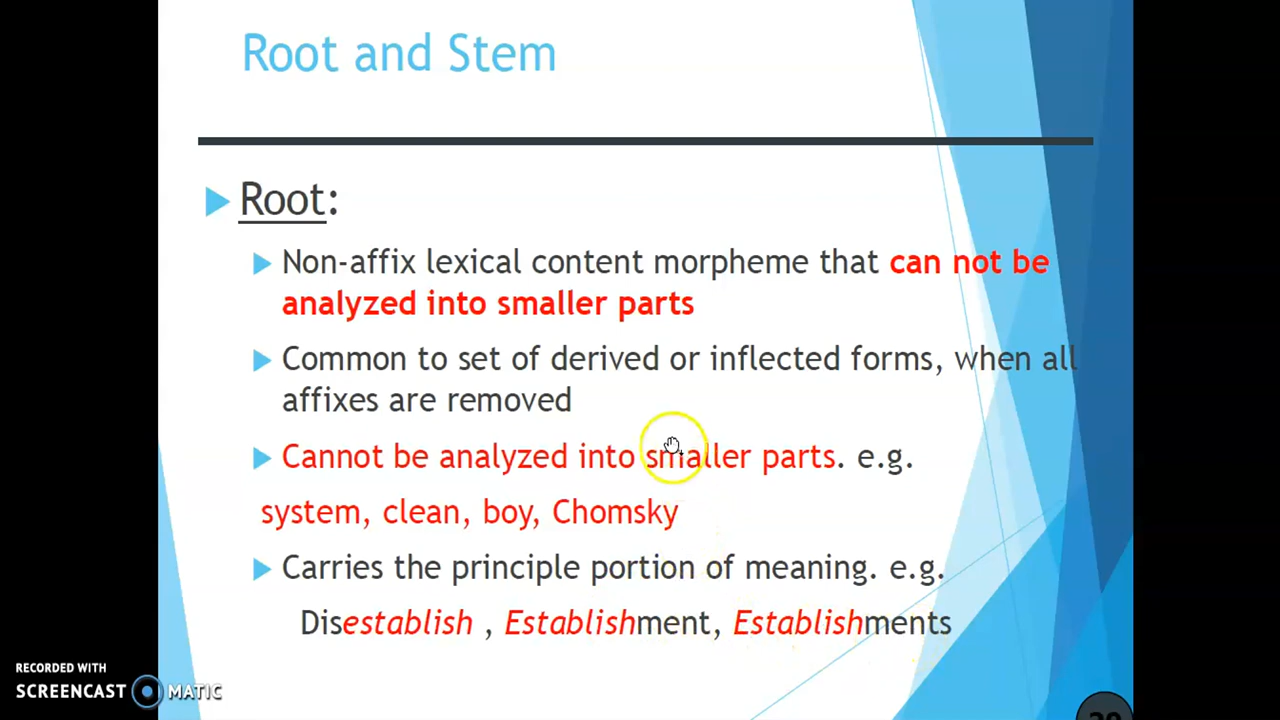 Root and Stem
Root:
Non-affix lexical content morpheme that can not be
analyzed into smaller parts
Common to set of derived or inflected forms, when all
affixes are removed
Cannot be analyzed into smaller parts. e.g.
system, clean, boy, Chomsky
Carries the principle portion of meaning. e.g.
Disestablish , Establishment, Establishments
RECORDED WITH
SCREENCAST MATIC